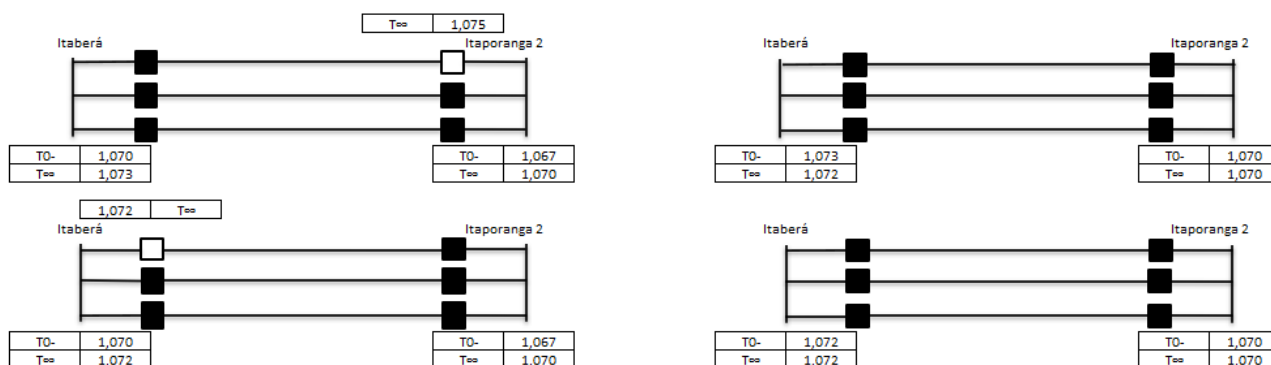 T∞ 1,075
Itaberá Itaporanga 2
T0- 1,070
T∞ 1,073
T0- 1,067
T∞ 1,070
Itaberá Itaporanga 2
T0- 1,073
T∞ 1,072
T0- 1,070
T∞ 1,070
1,072 T∞
Itaberá Itaporanga 2
T0- 1,070
T∞ 1,072
T0- 1,067
T∞ 1,070
Itaberá Itaporanga 2
T0- 1,072
T∞ 1,072
T0- 1,070
T∞ 1,070